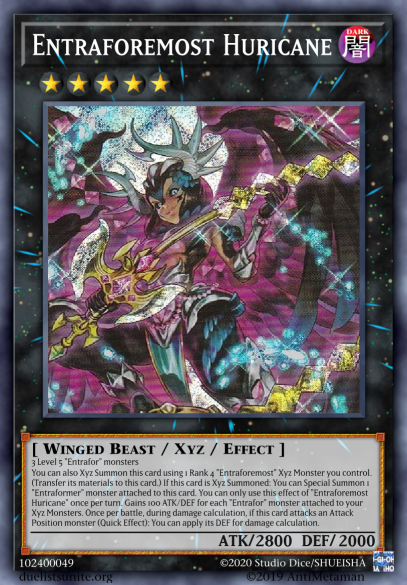 ENTRAFOREMOST HURICANE
DARK
闇
[ WINGED BEAST / XYZ / EFFECT ]
3 Level 5 "Entrafor" monsters
You can also Xyz Summon this card using 1 Rank 4 "Entraforemost" Xyz Monster you control.
(Transfer its materials to this card.) If this card is Xyz Summoned: You can Special Summon 1
"Entraformer" monster attached to this card. You can only use this effect of "Entraforemost
Huricane" once per turn. Gains 100 ATK/DEF for each "Entrafor" monster attached to your
Xyz Monsters. Once per battle, during damage calculation, if this card attacks an Attack
Position monster (Quick Effect): You can apply its DEF for damage calculation.
ATK/2800 DEF/2000
102400049
©2020 Studio Dice/SHUEISHA
duelistsunite.org
©2019 AntiMetaman